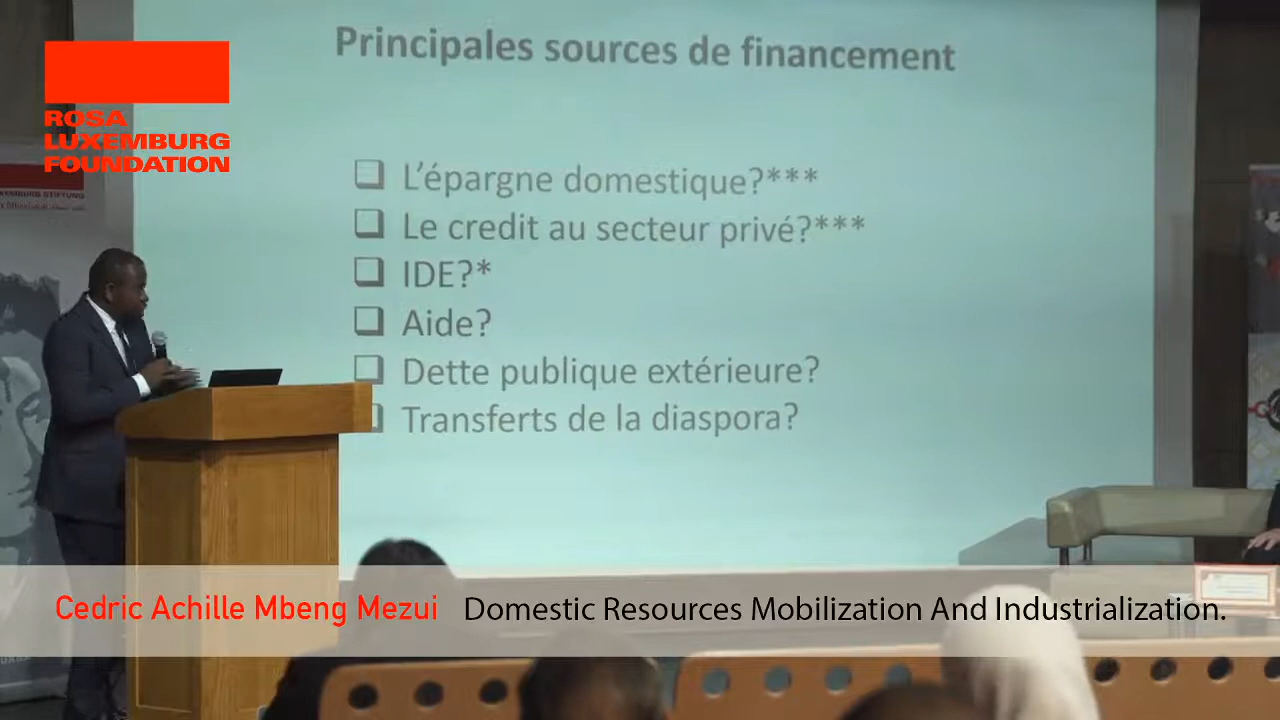 Principales sources de financement
ROSA
LUXEMBURG
FOUNDATION
L'épargne domestique?***
Le credit au secteur privé?***
IDE?*
Aide?
Dette publique extérieure?
Transferts de la diaspora?
Cedric Achille Mbeng Mezui Domestic Resources Mobilization And Industrialization.